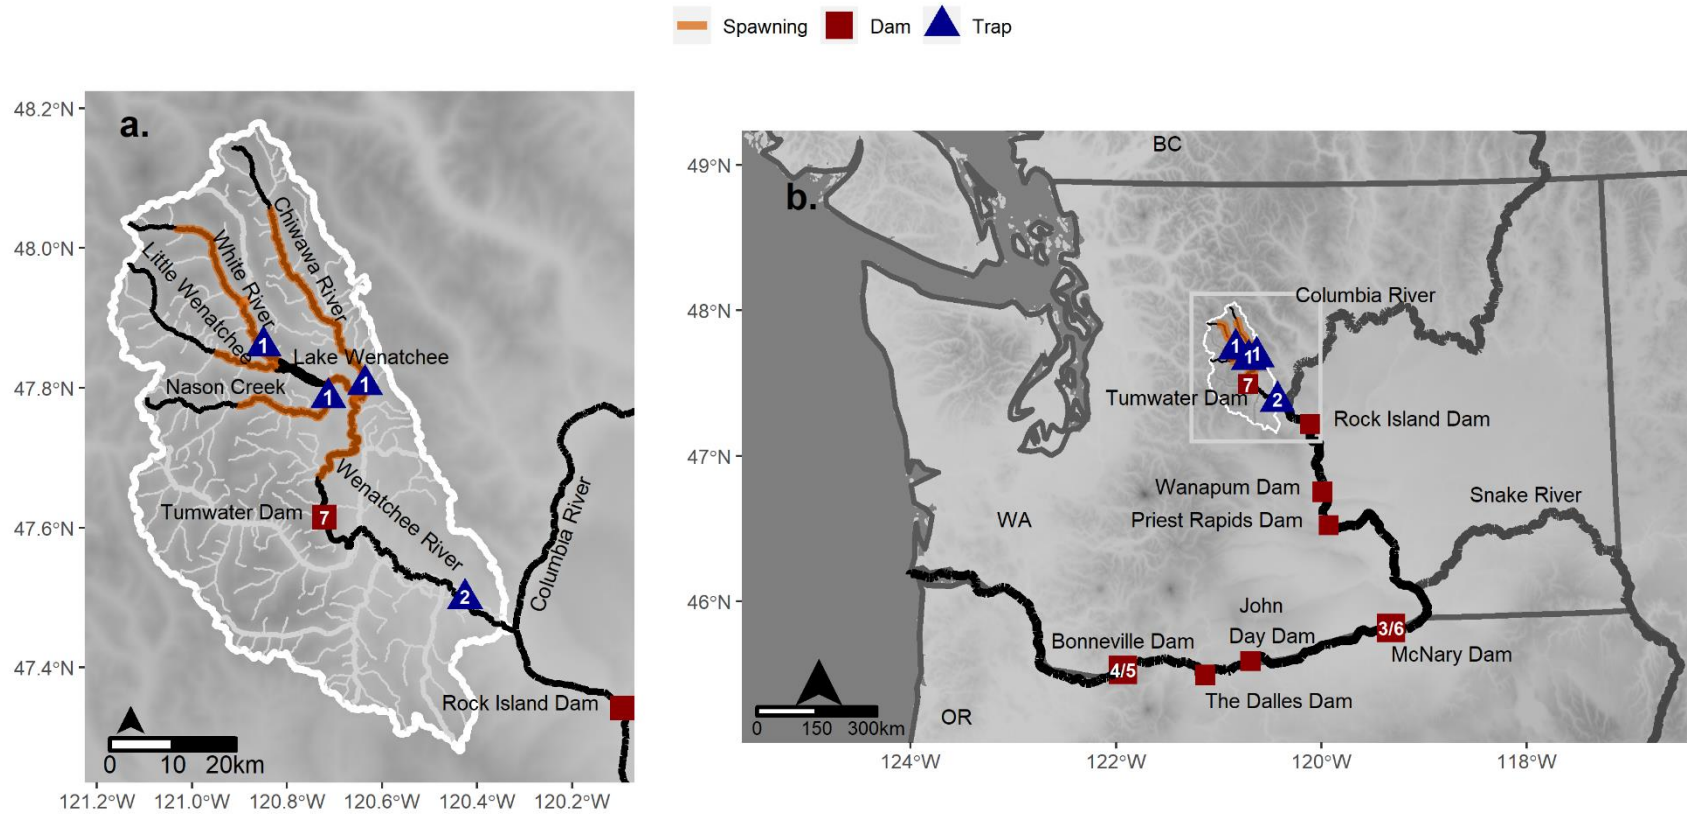 Spawning Dam Trap
a.
48.2°N
48.0°N
47.8°N
47.6°N
47.4°N
Chiwawa River
White River
Little Wenatchee
1
Lake Wenatchee
Nason Creek
1
1
Wenatchee River
Tumwater Dam
7
2
Columbia River
Rock Island Dam
0 10 20km
121.2°W 121.0°W 120.8°W 120.6°W 120.4°W 120.2°W
b.
49°N
48°N
47°N
46°N
BC
Columbia River
1
1
1
7
Tumwater Dam
2
Rock Island Dam
Wanapum Dam
Priest Rapids Dam
Snake River
WA
John
Day Dam
Bonneville Dam
3/6
McNary Dam
4/5
The Dalles Dam
OR
0 150 300km
124°W 122°W 120°W 118°W